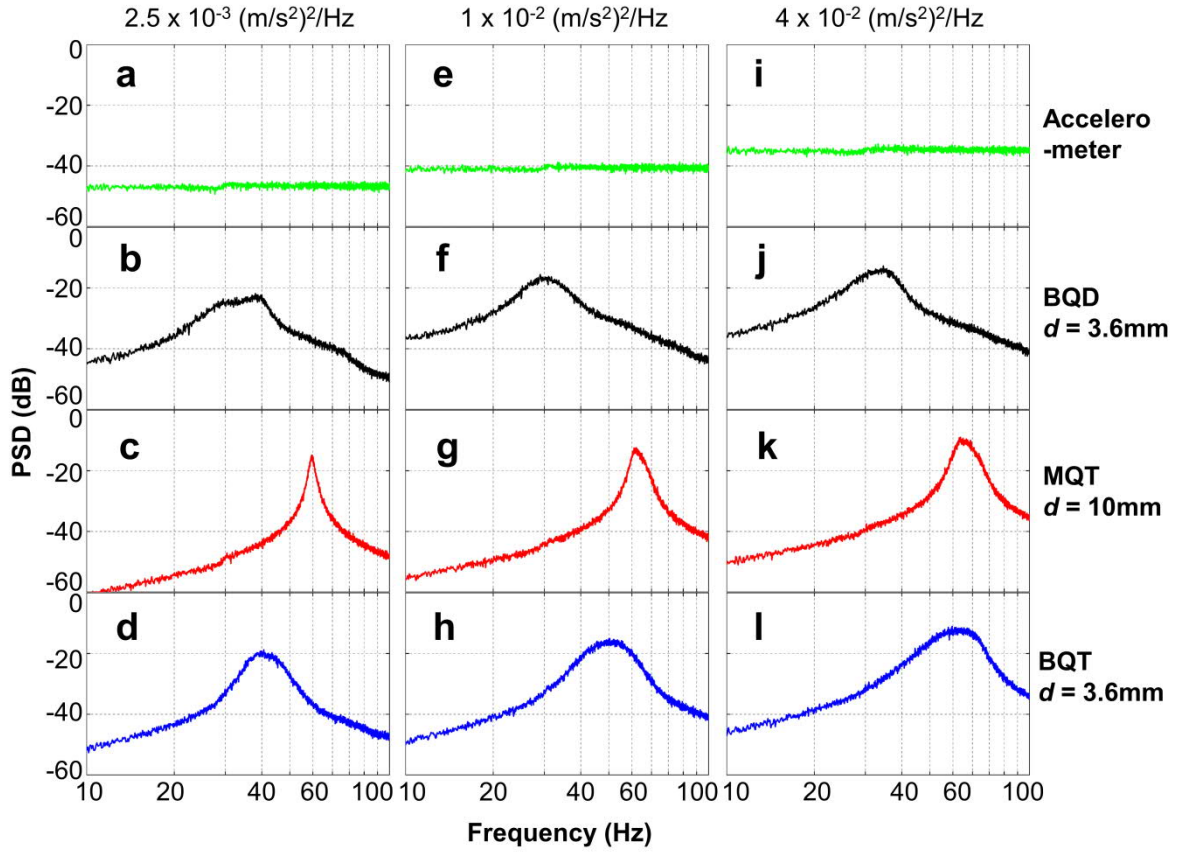 2.5 x 10⁻³ (m/s²)²/Hz 1 x 10⁻² (m/s²)²/Hz 4 x 10⁻² (m/s²)²/Hz
0
a e i
-20
Accelero
-meter
-40
-60
0
b f j
-20
BQD
d = 3.6mm
-40
-60
PSD (dB)
0
c g k
-20
MQT
d = 10mm
-40
-60
0
d h l
-20
BQT
d = 3.6mm
-40
-60
10 20 40 60 100 10 20 40 60 100 10 20 40 60 100
Frequency (Hz)